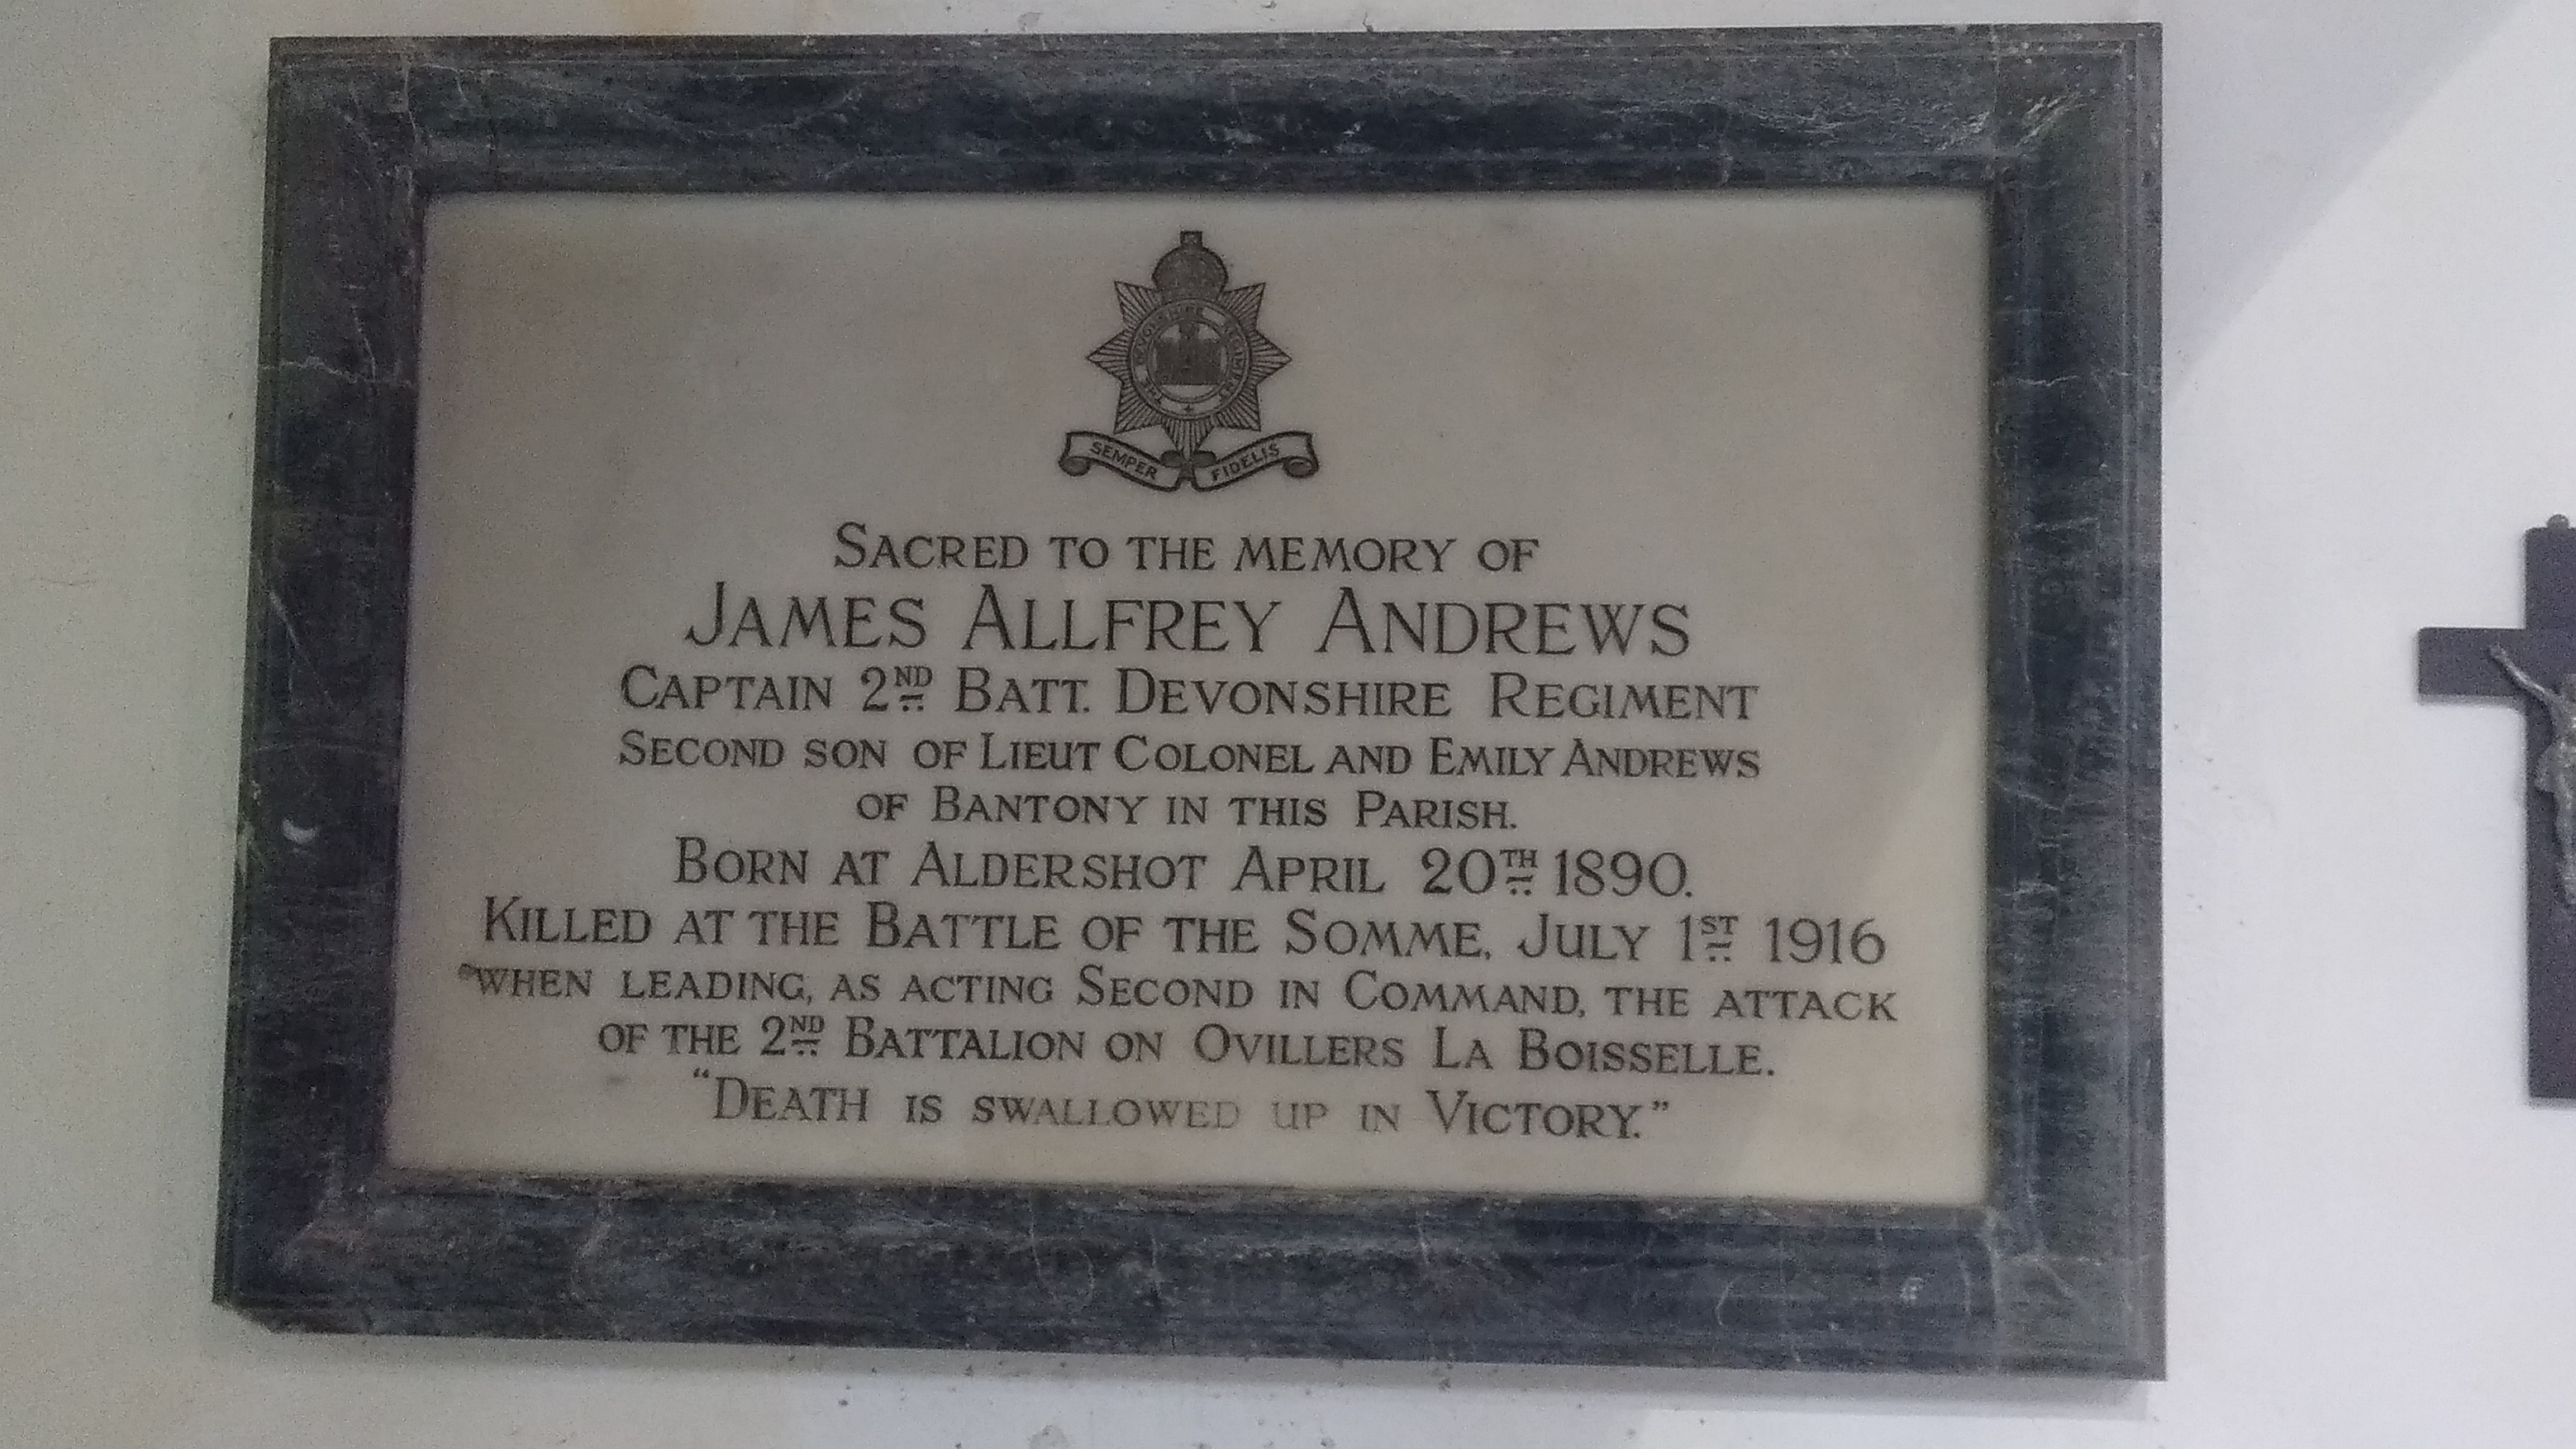 THE DEVONSHIRE REGIMENT
SEMPER FIDELIS
SACRED TO THE MEMORY OF
JAMES ALLFREY ANDREWS
CAPTAIN 2ND BATT. DEVONSHIRE REGIMENT
SECOND SON OF LIEUT COLONEL AND EMILY ANDREWS
OF BANTONY IN THIS PARISH.
BORN AT ALDERSHOT APRIL 20TH 1890.
KILLED AT THE BATTLE OF THE SOMME, JULY 1ST 1916
"WHEN LEADING, AS ACTING SECOND IN COMMAND, THE ATTACK
OF THE 2ND BATTALION ON OVILLERS LA BOISSELLE.
"DEATH IS SWALLOWED UP IN VICTORY."